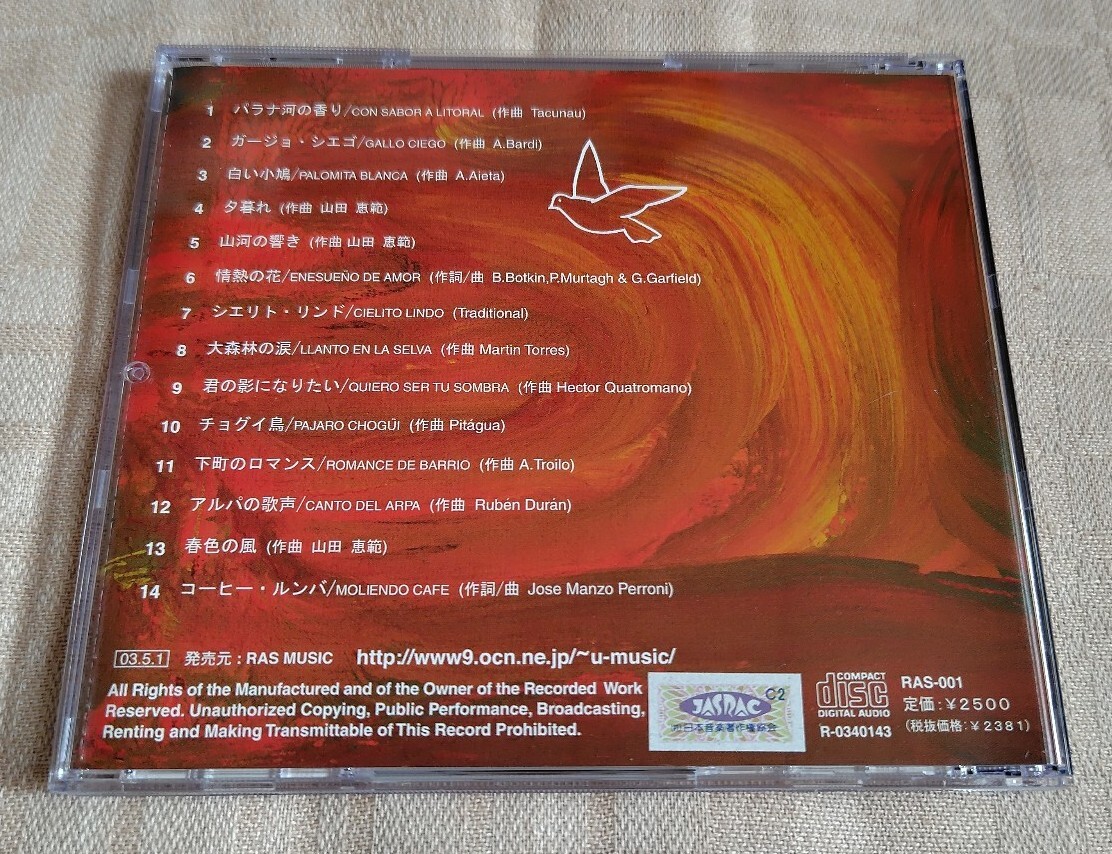 1 パラナ河の香り/CON SABOR A LITORAL (作曲 Tacunau)
2 ガージョ・シエゴ/GALLO CIEGO (作曲 A.Bardi)
3 白い小鳩/PALOMITA BLANCA (作曲 A.Aieta)
4 夕暮れ (作曲 山田 恵範)
5 山河の響き (作曲 山田 恵範)
6 情熱の花/ENESUEÑO DE AMOR (作詞/曲 B.Botkin,P.Murtagh & G.Garfield)
7 シエリト・リンド/CIELITO LINDO (Traditional)
8 大森林の涙/LLANTO EN LA SELVA (作曲 Martin Torres)
9 君の影になりたい/QUIERO SER TU SOMBRA (作曲 Hector Quatromano)
10 チョグイ鳥/PAJARO CHOGÜI (作曲 Pitágua)
11 下町のロマンス/ROMANCE DE BARRIO (作曲 A.Troilo)
12 アルパの歌声/CANTO DEL ARPA (作曲 Rubén Durán)
13 春色の風 (作曲 山田 恵範)
14 コーヒー・ルンバ/MOLIENDO CAFE (作詞/曲 Jose Manzo Perroni)
03.5.1 発売元：RAS MUSIC http://www9.ocn.ne.jp/~u-music/
All Rights of the Manufactured and of the Owner of the Recorded Work
Reserved. Unauthorized Copying, Public Performance, Broadcasting,
Renting and Making Transmittable of This Record Prohibited.
C2
JASRAC
COMPACT
disc
DIGITAL AUDIO
R-0340143
RAS-001
定価：¥2500
(税抜価格：¥2381)